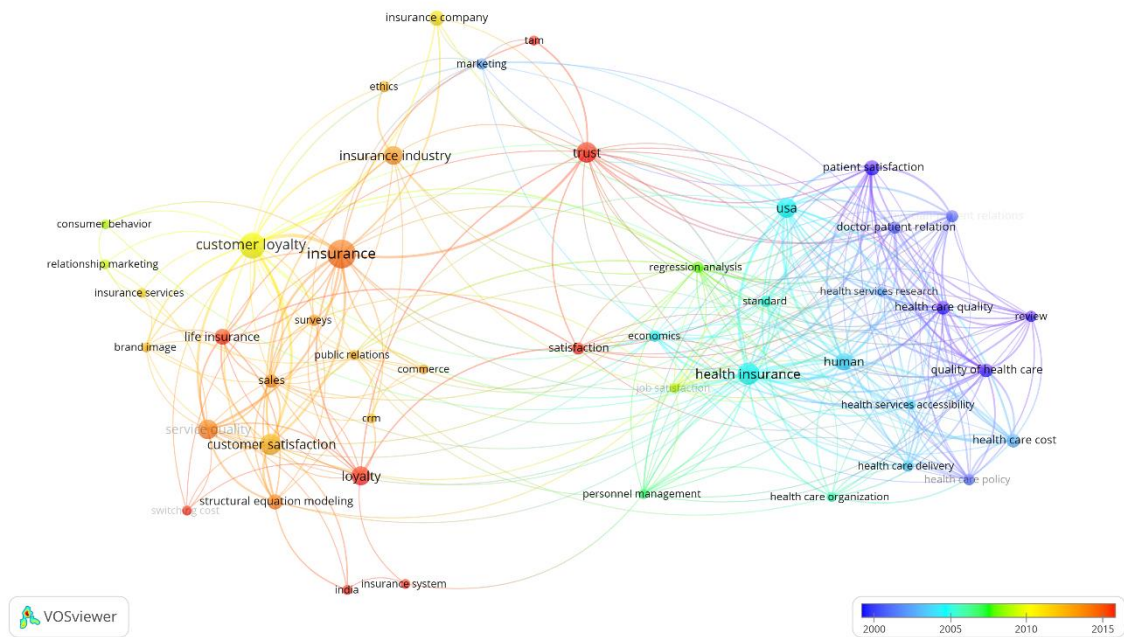 insurance company
tam
marketing
ethics
trust
insurance industry
patient satisfaction
usa
doctor patient relation
consumer behavior
customer loyalty
insurance
relationship marketing
regression analysis
insurance services
health services research
standard
health care quality
review
surveys
life insurance
economics
brand image
public relations
satisfaction
commerce
human
quality of health care
sales
health insurance
job satisfaction
health services accessibility
crm
service quality
customer satisfaction
health care cost
loyalty
health care delivery
health care policy
structural equation modeling
personnel management
health care organization
switching cost
india
insurance system
VOSviewer
2000
2005
2010
2015